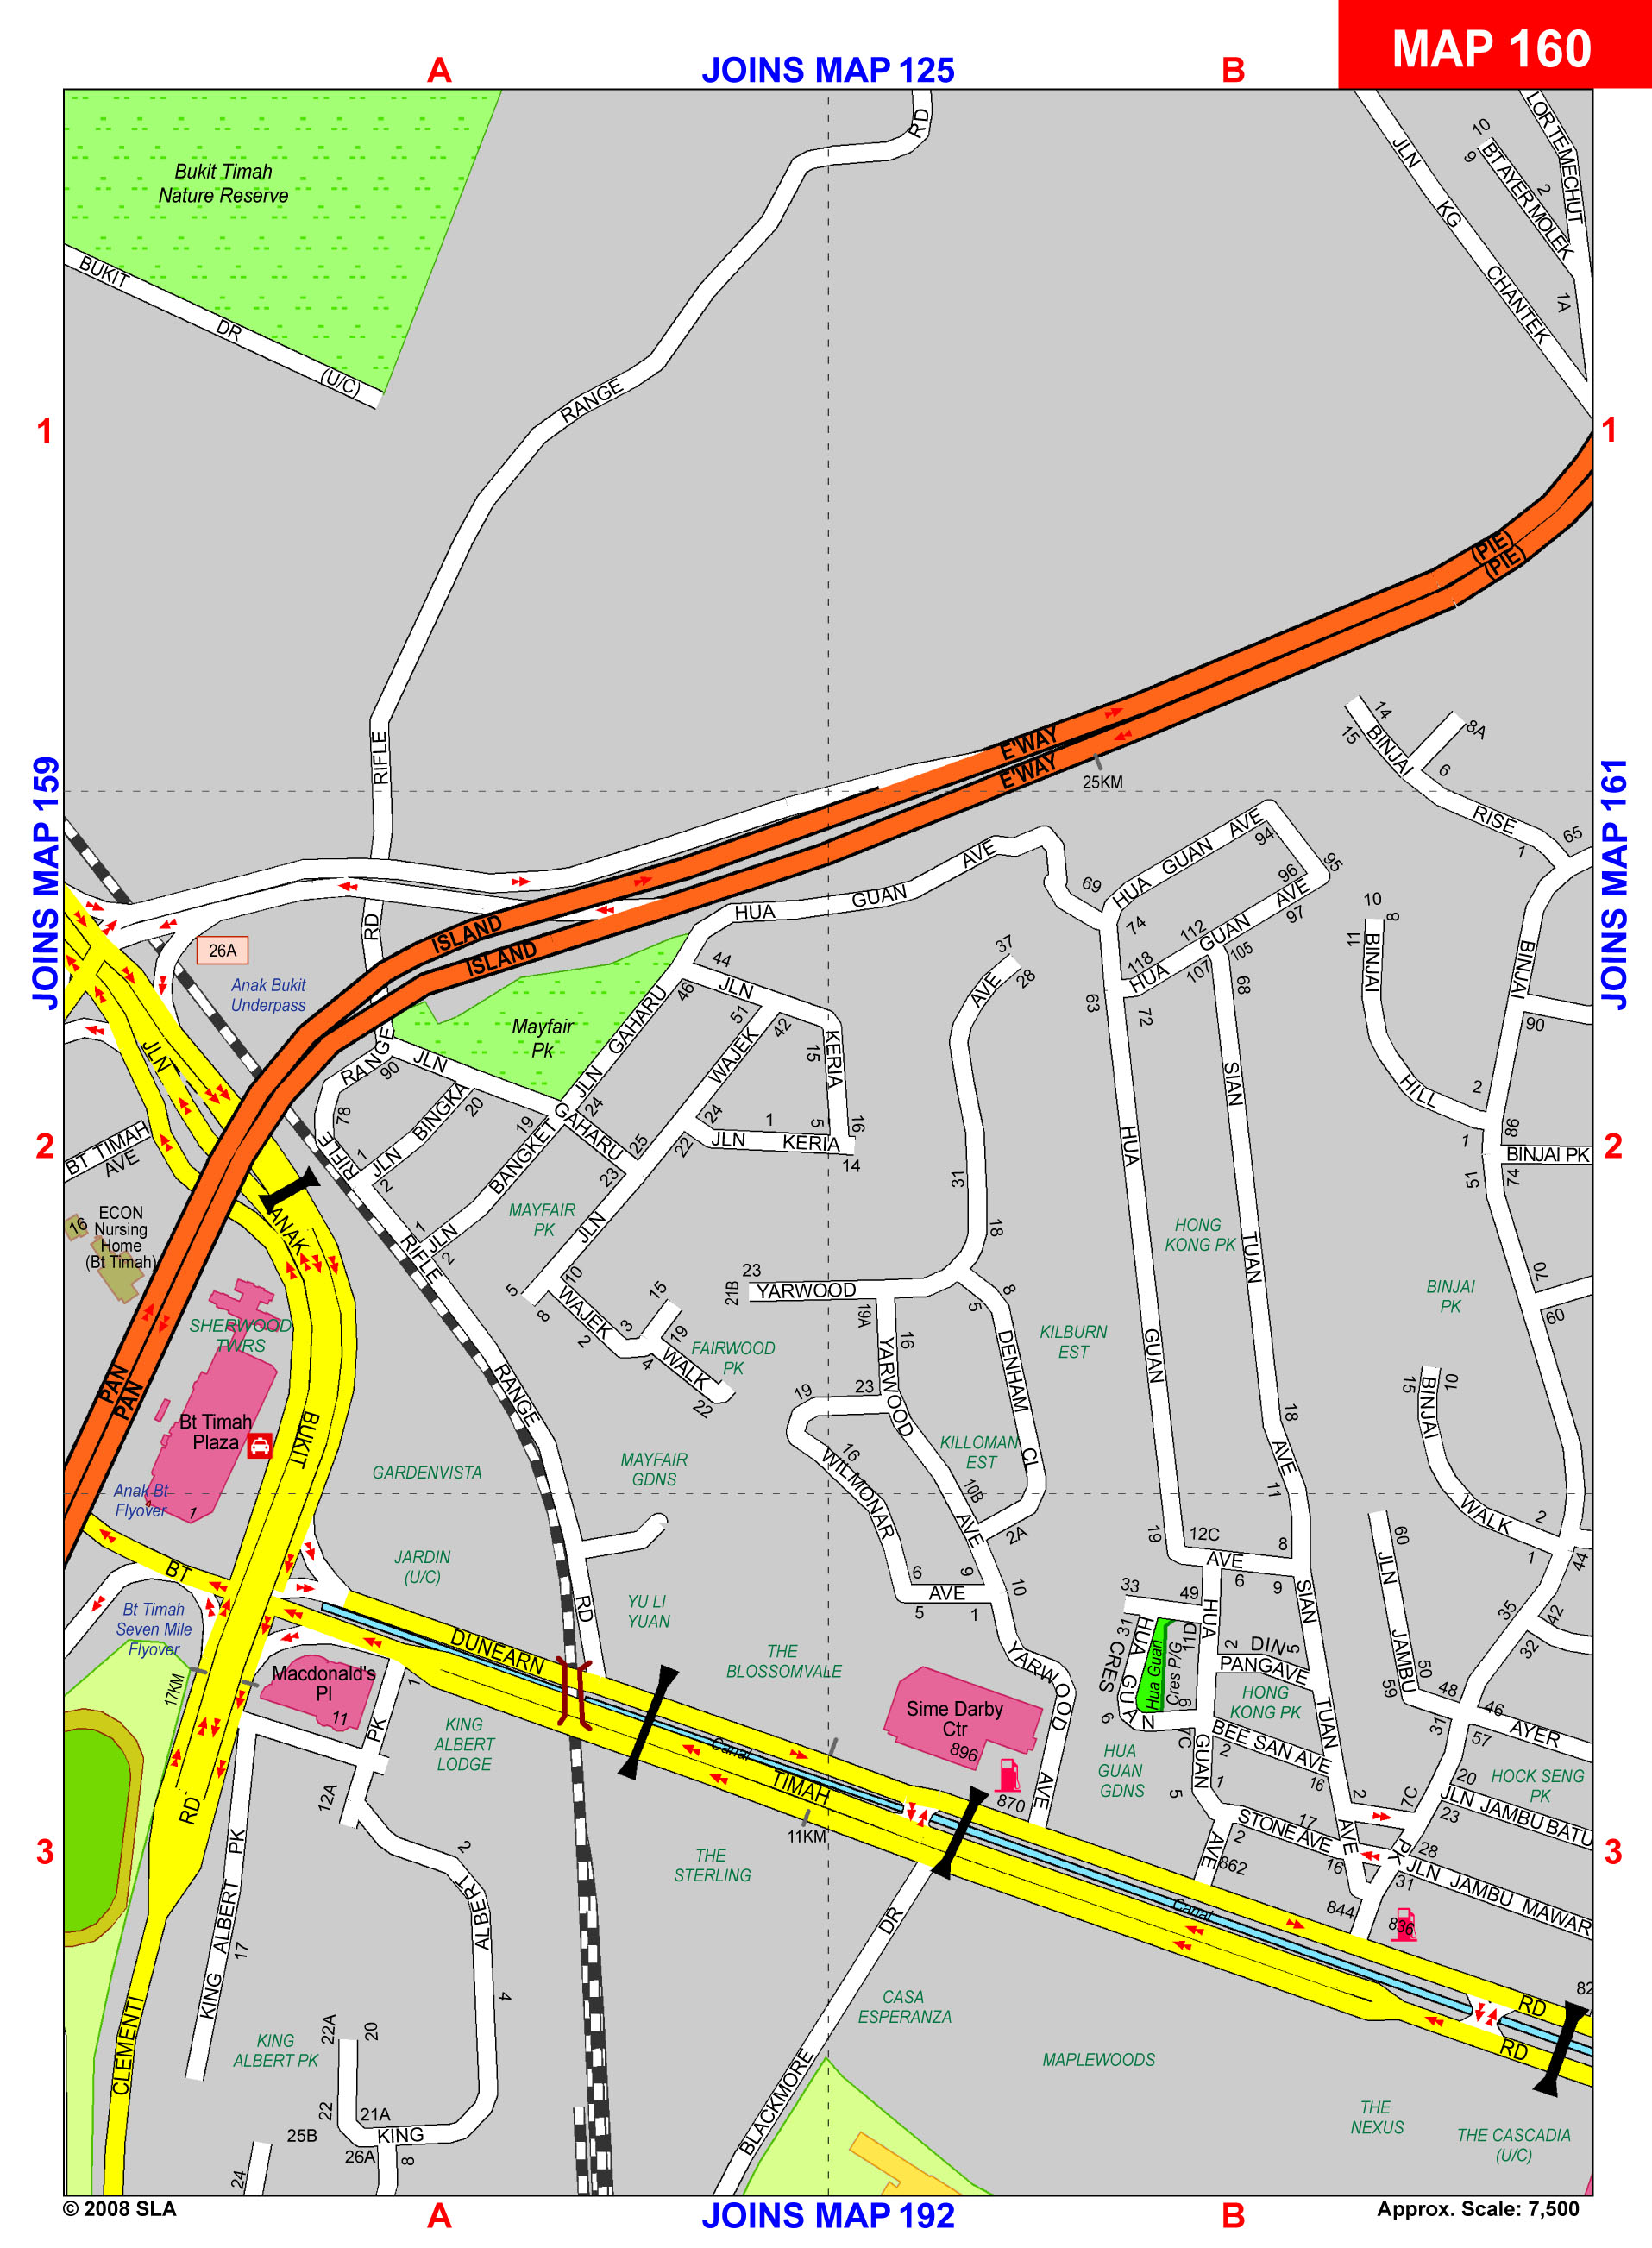 MAP 160
A
JOINS MAP 125
B
Bukit Timah
Nature Reserve
BUKIT
DR
(U/C)
RD
RANGE
RIFLE
RD
JLN
KG
CHANTEK
LOR TEMECHUT
10
9
BT AYER MOLEK
2
1A
1
1
(PIE)
(PIE)
E'WAY
E'WAY
25KM
ISLAND
ISLAND
PAN
PAN
14
15
BINJAI
8A
6
RISE
1
65
JOINS MAP 159
JOINS MAP 161
26A
Anak Bukit
Underpass
Mayfair
Pk
HUA
GUAN
AVE
69
HUA GUAN AVE
94
95
96
AVE
97
GUAN
112
105
107
118
HUA
74
63
72
68
10
8
11
BINJAI
HILL
2
1
BINJAI
90
86
BINJAI PK
51
74
70
60
44
46
JLN
51
42
WAJEK
GAHARU
JLN
24
KERIA
15
5
16
14
1
24
22
JLN
KERIA
JLN
RANGE
90
78
RIFLE
1
2
JLN
BINGKA
20
19
GAHARU
25
23
BANGKET
JLN
1
2
RIFLE
RANGE
RD
JLN
ANAK
BUKIT
2
2
BT TIMAH
AVE
16
ECON
Nursing
Home
(Bt Timah)
SHERWOOD
TWRS
Bt Timah
Plaza
1
Anak Bt
Flyover
MAYFAIR
PK
JLN
5
8
10
WAJEK
2
3
4
15
19
WALK
22
FAIRWOOD
PK
37
28
AVE
31
18
23
21B
YARWOOD
19A
16
YARWOOD
5
8
DENHAM
CL
KILBURN
EST
KILLOMAN
EST
10B
AVE
2A
19
23
16
WILMONAR
6
AVE
9
5
1
10
YARWOOD
AVE
HUA
GUAN
HONG
KONG PK
SIAN
TUAN
AVE
18
11
BINJAI
PK
15
10
BINJAI
WALK
2
1
44
GARDENVISTA
MAYFAIR
GDNS
JARDIN
(U/C)
YU LI
YUAN
THE
BLOSSOMVALE
BT
Bt Timah
Seven Mile
Flyover
17KM
Macdonald's
Pl
11
DUNEARN
Canal
TIMAH
11KM
KING
ALBERT
LODGE
1
PK
12A
2
ALBERT
4
KING
RD
KING ALBERT PK
17
CLEMENTI
KING
ALBERT PK
22A
20
22
21A
26A
8
25B
24
THE
STERLING
Sime Darby
Ctr
896
870
19
12C
AVE
6
8
9
33
49
31
HUA
11D
HUA GUAN
CRES
Hua Guan
Cres P/G
6
9
7C
GUAN
5
1
2
DIN
5
PANGAVE
HONG
KONG PK
BEE SAN AVE
2
16
SIAN
TUAN
AVE
2
HUA
GUAN
GDNS
STONE AVE
17
2
16
AVE
862
844
836
Canal
60
JLN
JAMBU
50
59
48
46
AYER
35
42
32
31
57
HOCK SENG
PK
20
JLN JAMBU BATU
23
7C
PK
28
31
JLN JAMBU MAWAR
82
RD
RD
3
3
DR
BLACKMORE
CASA
ESPERANZA
MAPLEWOODS
THE
NEXUS
THE CASCADIA
(U/C)
© 2008 SLA
A
JOINS MAP 192
B
Approx. Scale: 7,500